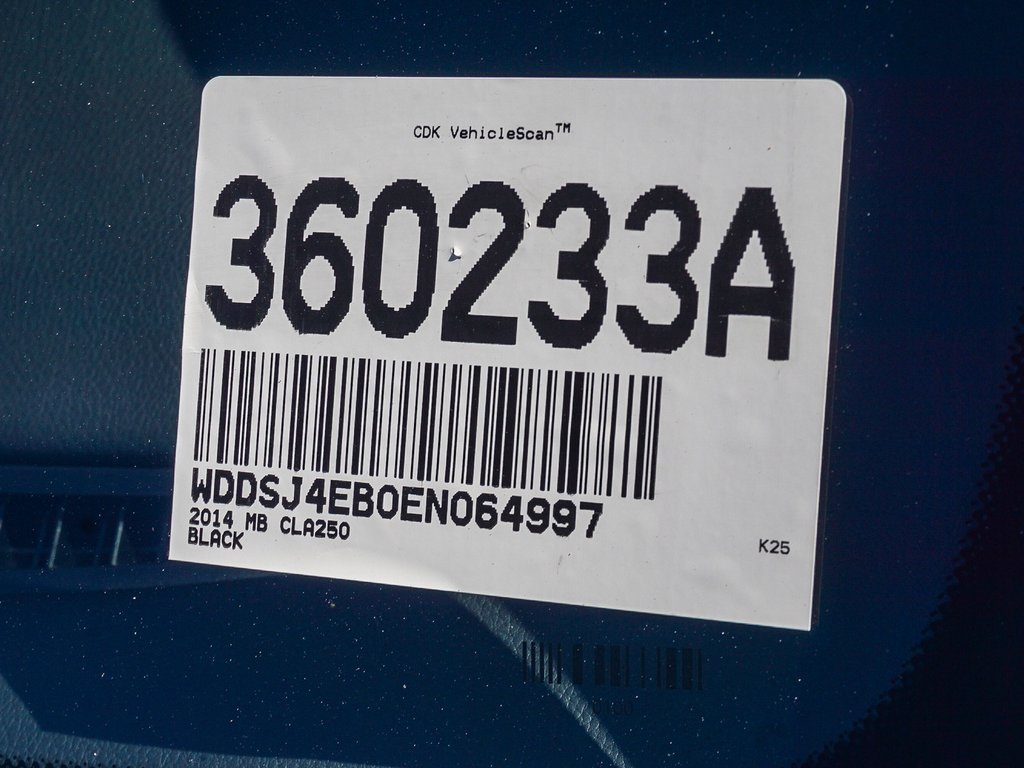 CDK VehicleScan™
360233A
WDDSJ4EB0EN064997
2014 MB CLA250
BLACK
K25